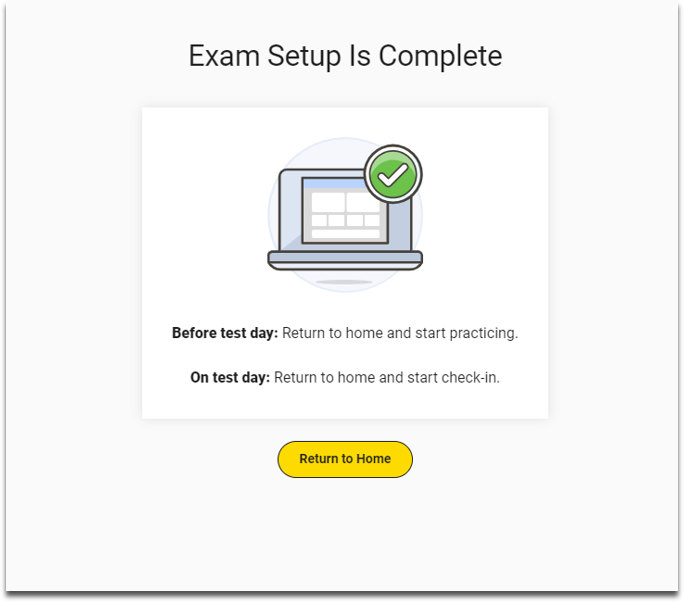 Exam Setup Is Complete
Before test day: Return to home and start practicing.
On test day: Return to home and start check-in.
Return to Home